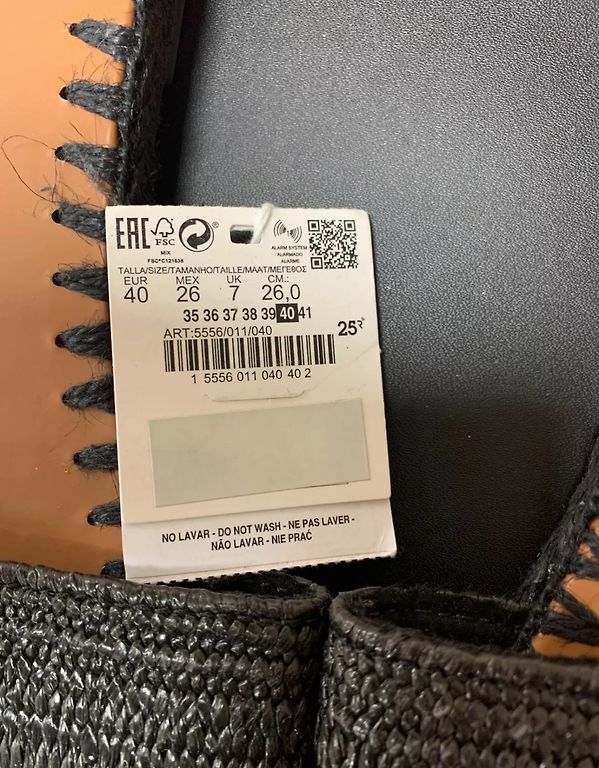 EAC
FSC
®
MIX
FSC®C121838
ALARM SYSTEM
ALARMADO
ALARME
TALLA/SIZE/TAMANHO/TAILLE/MAAT/ΜΕΓΕΘΟΣ
EUR MEX UK CM.:
40 26 7 26,0
35 36 37 38 39 40 41
ART:5556/011/040
25
1 5556 011 040 40 2
NO LAVAR - DO NOT WASH - NE PAS LAVER -
NÃO LAVAR - NIE PRAĆ